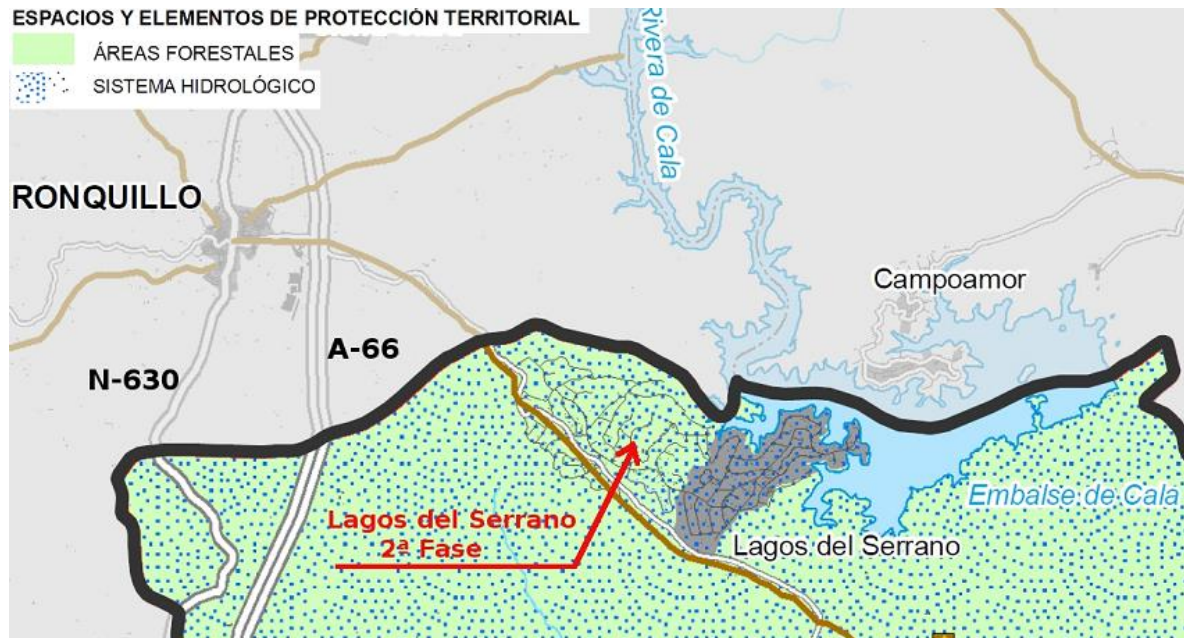 ESPACIOS Y ELEMENTOS DE PROTECCIÓN TERRITORIAL
ÁREAS FORESTALES
SISTEMA HIDROLÓGICO
Rivera de Cala
RONQUILLO
Campoamor
A-66
N-630
Embalse de Cala
Lagos del Serrano
2ª Fase
Lagos del Serrano